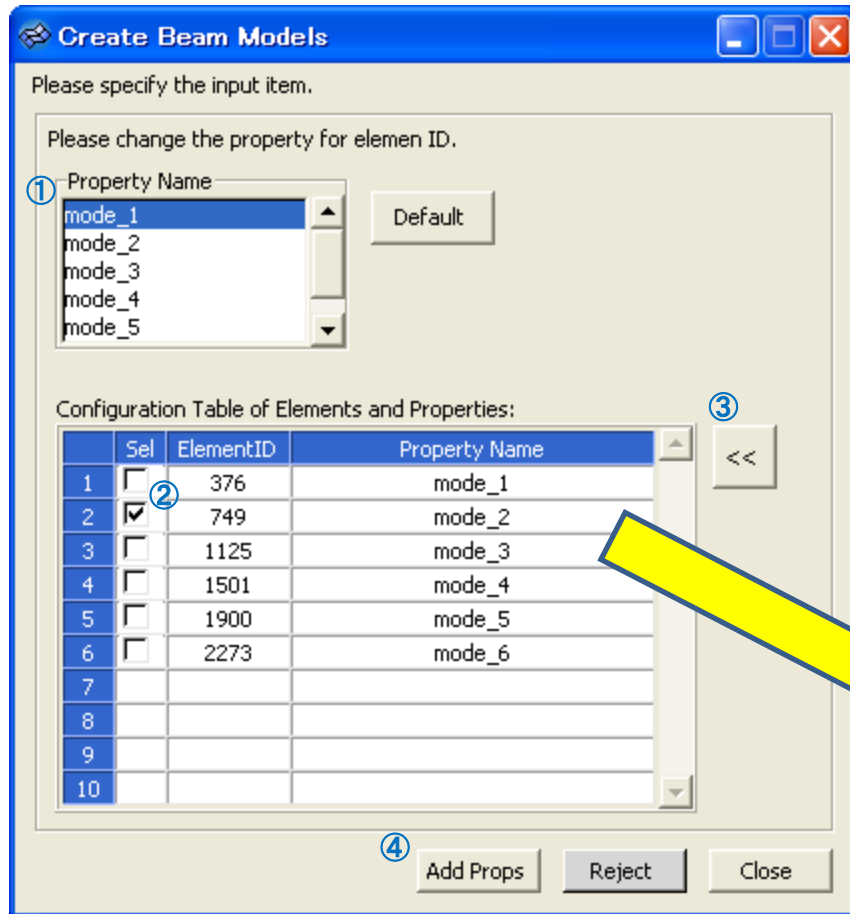 Create Beam Models
Please specify the input item.
Please change the property for elemen ID.
① Property Name
mode_1
Default
mode_2
mode_3
mode_4
mode_5
Configuration Table of Elements and Properties:
③
<<
Sel ElementID Property Name
1 376 mode_1
②
2 749 mode_2
3 1125 mode_3
4 1501 mode_4
5 1900 mode_5
6 2273 mode_6
7
8
9
10
④ Add Props Reject Close